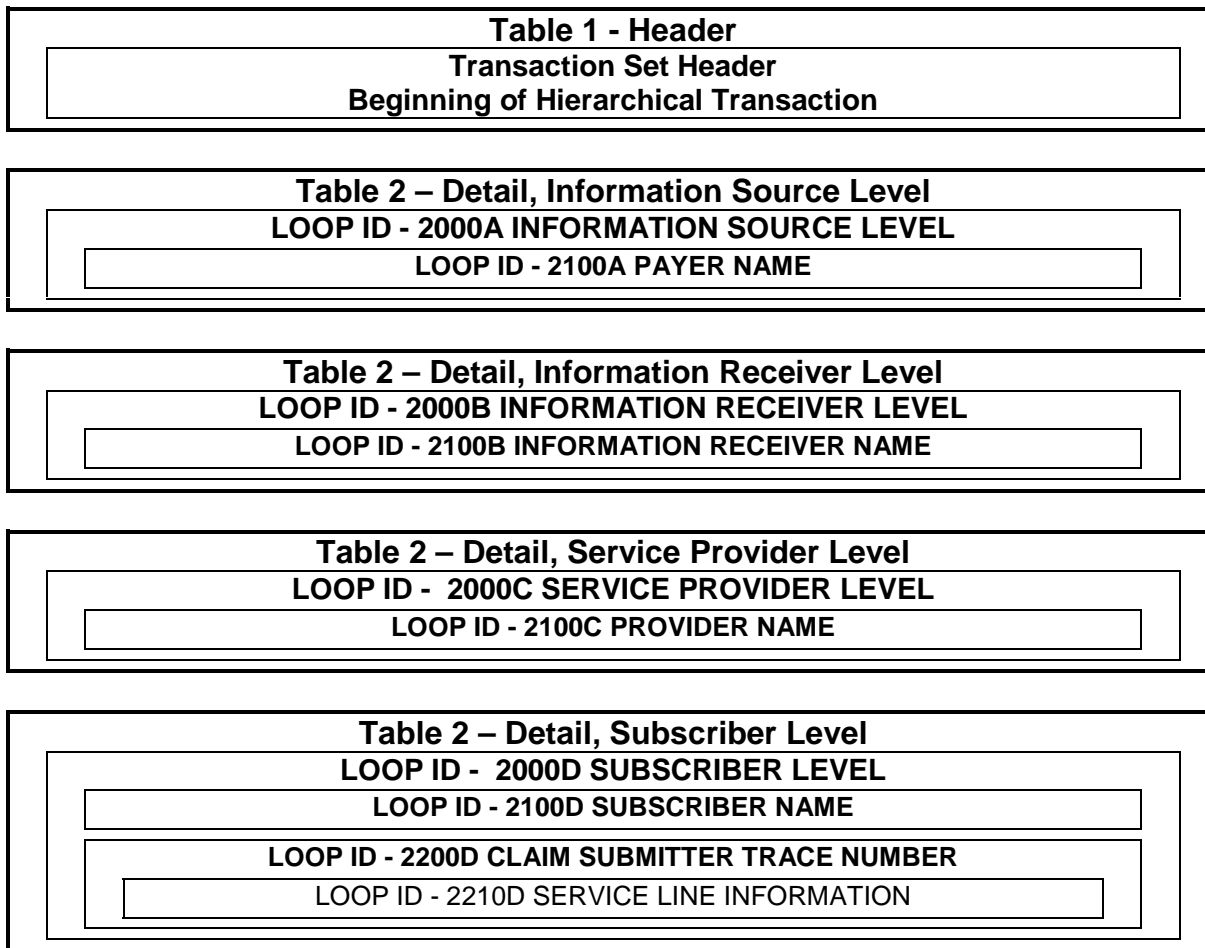 Table 1 - Header
Transaction Set Header
Beginning of Hierarchical Transaction
Table 2 – Detail, Information Source Level
LOOP ID - 2000A INFORMATION SOURCE LEVEL
LOOP ID - 2100A PAYER NAME
Table 2 – Detail, Information Receiver Level
LOOP ID - 2000B INFORMATION RECEIVER LEVEL
LOOP ID - 2100B INFORMATION RECEIVER NAME
Table 2 – Detail, Service Provider Level
LOOP ID - 2000C SERVICE PROVIDER LEVEL
LOOP ID - 2100C PROVIDER NAME
Table 2 – Detail, Subscriber Level
LOOP ID - 2000D SUBSCRIBER LEVEL
LOOP ID - 2100D SUBSCRIBER NAME
LOOP ID - 2200D CLAIM SUBMITTER TRACE NUMBER
LOOP ID - 2210D SERVICE LINE INFORMATION